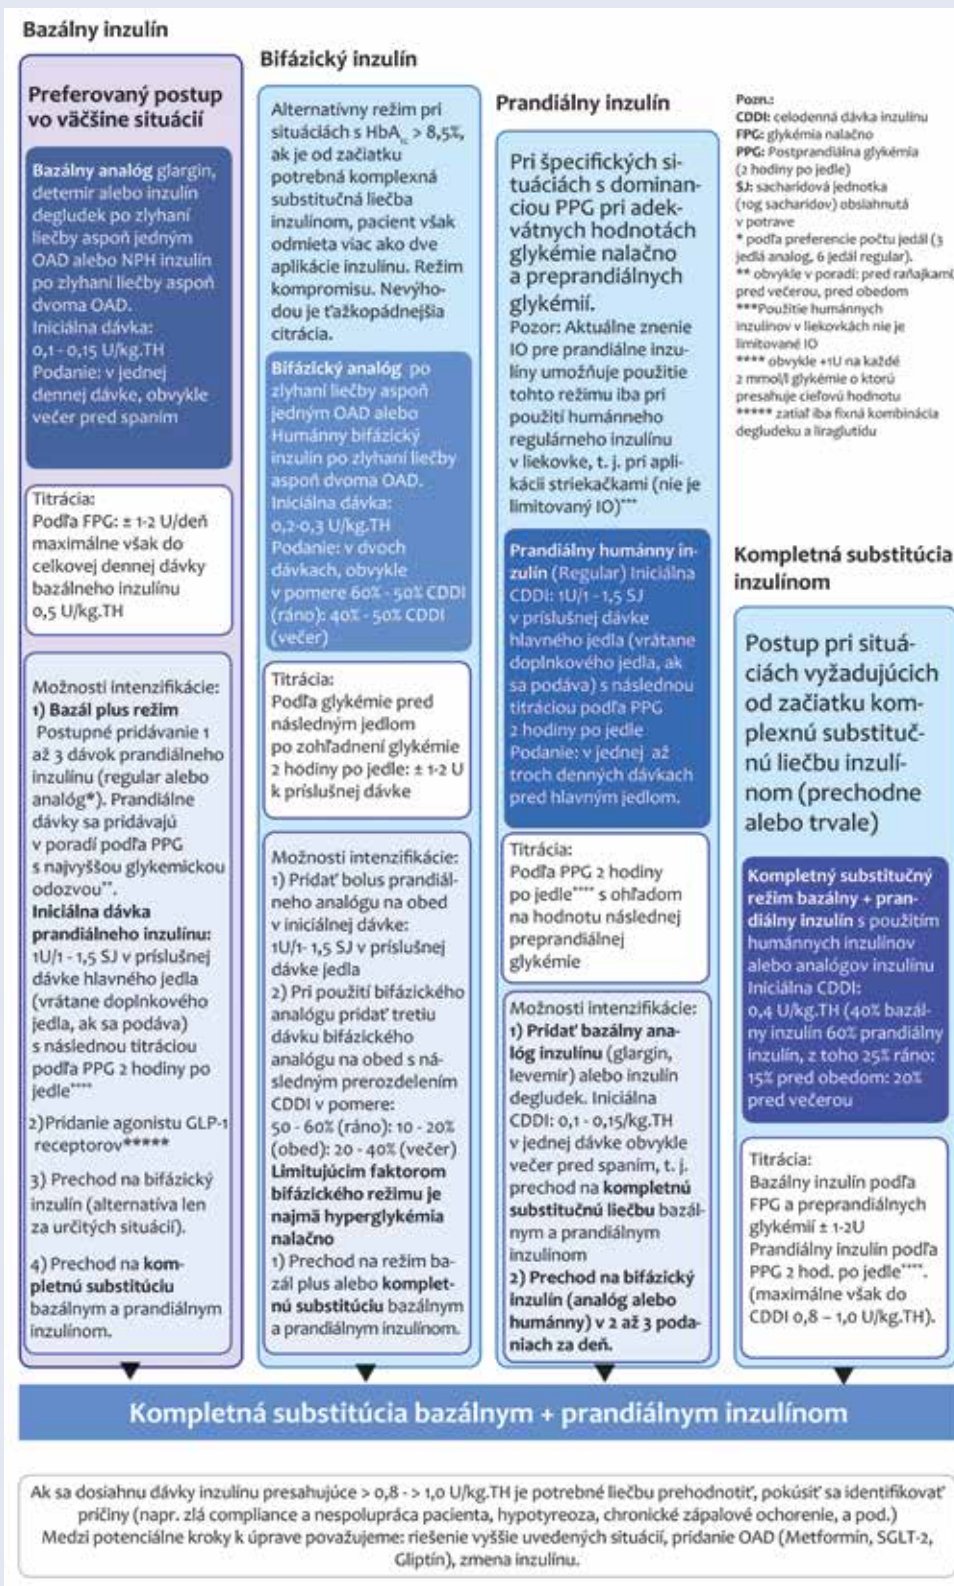 Bazálny inzulín
Preferovaný postup
vo väčšine situácií
Bazálny analóg glargin,
detemir alebo inzulín
degludek po zlyhaní
liečby aspoň jedným
OAD alebo NPH inzulín
po zlyhaní liečby aspoň
dvoma OAD.
Iniciálna dávka:
0,1 - 0,15 U/kg.TH
Podanie: v jednej
dennej dávke, obvykle
večer pred spaním
Titrácia:
Podľa FPG: ± 1-2 U/deň
maximálne však do
celkovej dennej dávky
bazálneho inzulínu
0,5 U/kg.TH
Možnosti intenzifikácie:
1) Bazál plus režim
Postupné pridávanie 1
až 3 dávok prandiálneho
inzulínu (regular alebo
analóg*). Prandiálne
dávky sa pridávajú
v poradí podľa PPG
s najvyššou glykemickou
odozvou**.
Iniciálna dávka
prandiálneho inzulínu:
1U/1 - 1,5 SJ v príslušnej
dávke hlavného jedla
(vrátane doplnkového
jedla, ak sa podáva)
s následnou titráciou
podľa PPG 2 hodiny po
jedle****
2)Pridanie agonistu GLP-1
receptorov*****
3) Prechod na bifázický
inzulín (alternatíva len
za určitých situácií).
4) Prechod na kom-
pletnú substitúciu
bazálnym a prandiálnym
inzulínom.
Bifázický inzulín
Alternatívny režim pri
situáciách s HbA1c > 8,5%,
ak je od začiatku
potrebná komplexná
substitučná liečba
inzulínom, pacient však
odmieta viac ako dve
aplikácie inzulínu. Režim
kompromisu. Nevýho-
dou je ťažkopádnejšia
citrácia.
Bifázický analóg po
zlyhaní liečby aspoň
jedným OAD alebo
Humánny bifázický
inzulin po zlyhaní liečby
aspoň dvoma OAD.
Iniciálna dávka:
0,2-0,3 U/kg.TH
Podanie: v dvoch
dávkach, obvykle
v pomere 60% - 50% CDDI
(ráno): 40% - 50% CDDI
(večer)
Titrácia:
Podľa glykémie pred
následným jedlom
po zohľadnení glykémie
2 hodiny po jedle: ± 1-2 U
k príslušnej dávke
Možnosti intenzifikácie:
1) Pridať bolus prandiál-
neho analógu na obed
v iniciálnej dávke:
1U/1- 1,5 SJ v príslušnej
dávke jedla
2) Pri použití bifázického
analógu pridať tretiu
dávku bifázického
analógu na obed s ná-
sledným prerozdelením
CDDI v pomere:
50 - 60% (ráno): 10 - 20%
(obed): 20 - 40% (večer)
Limitujúcim faktorom
bifázického režimu je
najmä hyperglykémia
nalačno
1) Prechod na režim ba-
zál plus alebo komplet-
nú substitúciu bazálnym
a prandiálnym inzulínom.
Prandiálny inzulín
Pri špecifických si-
tuáciách s dominan-
ciou PPG pri adek-
vátnych hodnotách
glykémie nalačno
a preprandiálnych
glykémií.
Pozor: Aktuálne znenie
IO pre prandiálne inzu-
líny umožňuje použitie
tohto režimu iba pri
použití humánneho
regulárneho inzulínu
v liekovke, t. j. pri apli-
kácii striekačkami (nie je
limitovaný IO)***
Prandiálny humánny in-
zulín (Regular) Iniciálna
CDDI: 1U/1 - 1,5 SJ
v príslušnej dávke
hlavného jedla (vrátane
doplnkového jedla, ak
sa podáva) s následnou
titráciou podľa PPG
2 hodiny po jedle
Podanie: v jednej až
troch denných dávkach
pred hlavným jedlom.
Titrácia:
Podľa PPG 2 hodiny
po jedle**** s ohľadom
na hodnotu následnej
preprandiálnej
glykémie
Možnosti intenzifikácie:
1) Pridať bazálny ana-
lóg inzulínu (glargin,
levemir) alebo inzulín
degludek. Iniciálna
CDDI: 0,1 - 0,15/kg.TH
v jednej dávke obvykle
večer pred spaním, t. j.
prechod na kompletnú
substitučnú liečbu bazál-
nym a prandiálnym
inzulínom
2) Prechod na bifázický
inzulín (analóg alebo
humánny) v 2 až 3 poda-
niach za deň.
Pozn.:
CDDI: celodenná dávka inzulínu
FPG: glykémia nalačno
PPG: Postprandiálna glykémia
(2 hodiny po jedle)
SJ: sacharidová jednotka
(10g sacharidov) obsiahnutá
v potrave
* podľa preferencie počtu jedál (3
jedlá analog, 6 jedál regular).
** obvykle v poradí: pred raňajkami,
pred večerou, pred obedom
***Použitie humánnych
inzulínov v liekovkách nie je
limitované IO
**** obvykle +1U na každé
2 mmol/l glykémie o ktorú
presahuje cieľovú hodnotu
***** zatiaľ iba fixná kombinácia
degludeku a liraglutidu
Kompletná substitúcia
inzulínom
Postup pri situá-
ciách vyžadujúcich
od začiatku kom-
plexnú substituč-
nú liečbu inzulí-
nom (prechodne
alebo trvale)
Kompletný substitučný
režim bazálny + pran-
diálny inzulín s použitím
humánnych inzulínov
alebo analógov inzulínu
Iniciálna CDDI:
0,4 U/kg.TH (40% bazál-
ny inzulín 60% prandiálny
inzulín, z toho 25% ráno:
15% pred obedom: 20%
pred večerou
Titrácia:
Bazálny inzulín podľa
FPG a preprandiálnych
glykémií ± 1-2U
Prandiálny inzulín podľa
PPG 2 hod. po jedle****.
(maximálne však do
CDDI 0,8 – 1,0 U/kg.TH).
Kompletná substitúcia bazálnym + prandiálnym inzulínom
Ak sa dosiahnu dávky inzulínu presahujúce > 0,8 - > 1,0 U/kg.TH je potrebné liečbu prehodnotiť, pokúsiť sa identifikovať
príčiny (napr. zlá compliance a nespolupráca pacienta, hypotyreoza, chronické zápalové ochorenie, a pod.)
Medzi potenciálne kroky k úprave považujeme: riešenie vyššie uvedených situácií, pridanie OAD (Metformin, SGLT-2,
Gliptín), zmena inzulínu.